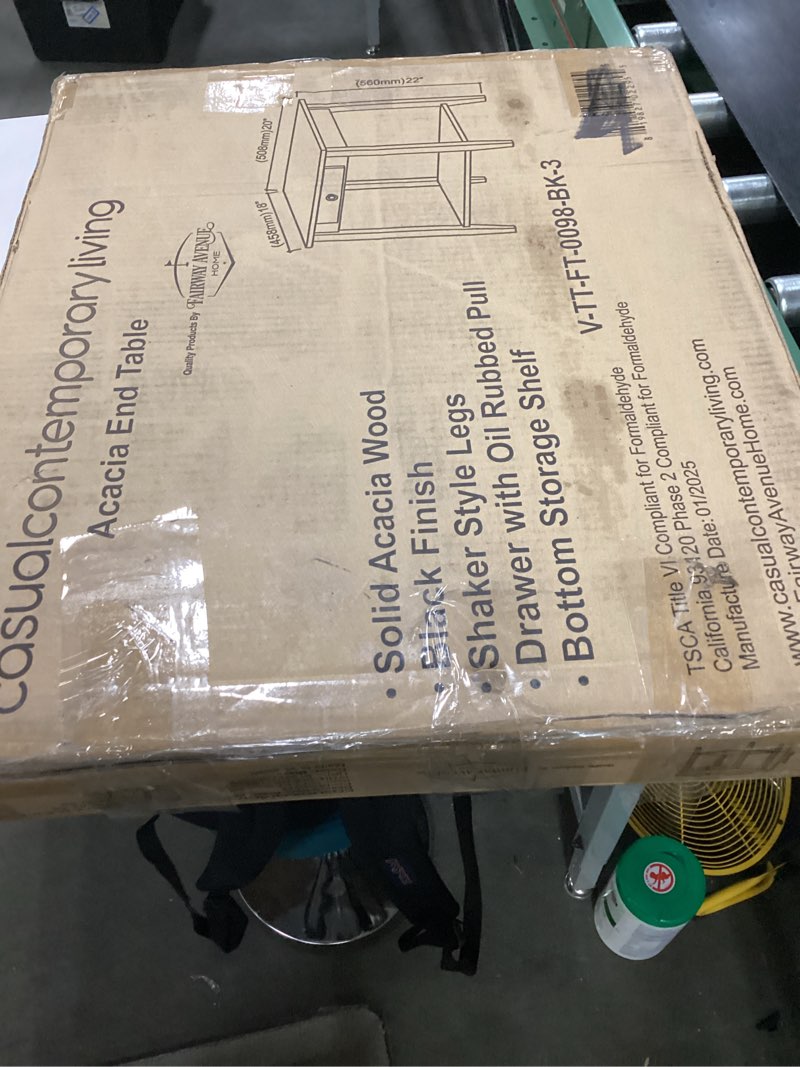 casualcontemporaryliving
Acacia End Table
Quality Products By
FAIRWAY AVENUE
HOME
(458mm)18"
(508mm)20"
(560mm)22"
• Solid Acacia Wood
• Black Finish
• Shaker Style Legs
• Drawer with Oil Rubbed Pull
• Bottom Storage Shelf
V-TT-FT-0098-BK-3
TSCA Title VI Compliant for Formaldehyde
California 93120 Phase 2 Compliant for Formaldehyde
Manufacture Date: 01/2025
www.casualcontemporaryliving.com
FairwayAvenueHome.com